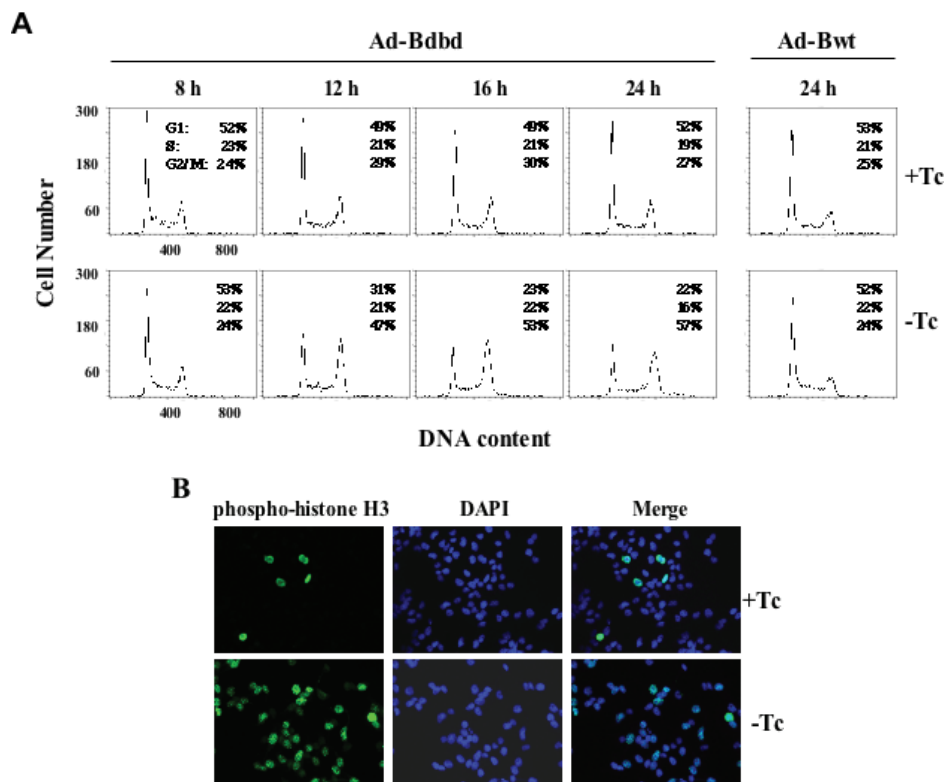 A
Ad-Bdbd Ad-Bwt
8 h 12 h 16 h 24 h 24 h
Cell Number
300
180
60
G1: 52%
S: 23%
G2/M: 24%
49%
21%
29%
49%
21%
30%
52%
19%
27%
53%
21%
25%
+Tc
400 800
300
180
60
53%
22%
24%
31%
21%
47%
23%
22%
53%
22%
16%
57%
52%
22%
24%
-Tc
400 800
DNA content
B
phospho-histone H3 DAPI Merge
+Tc
-Tc